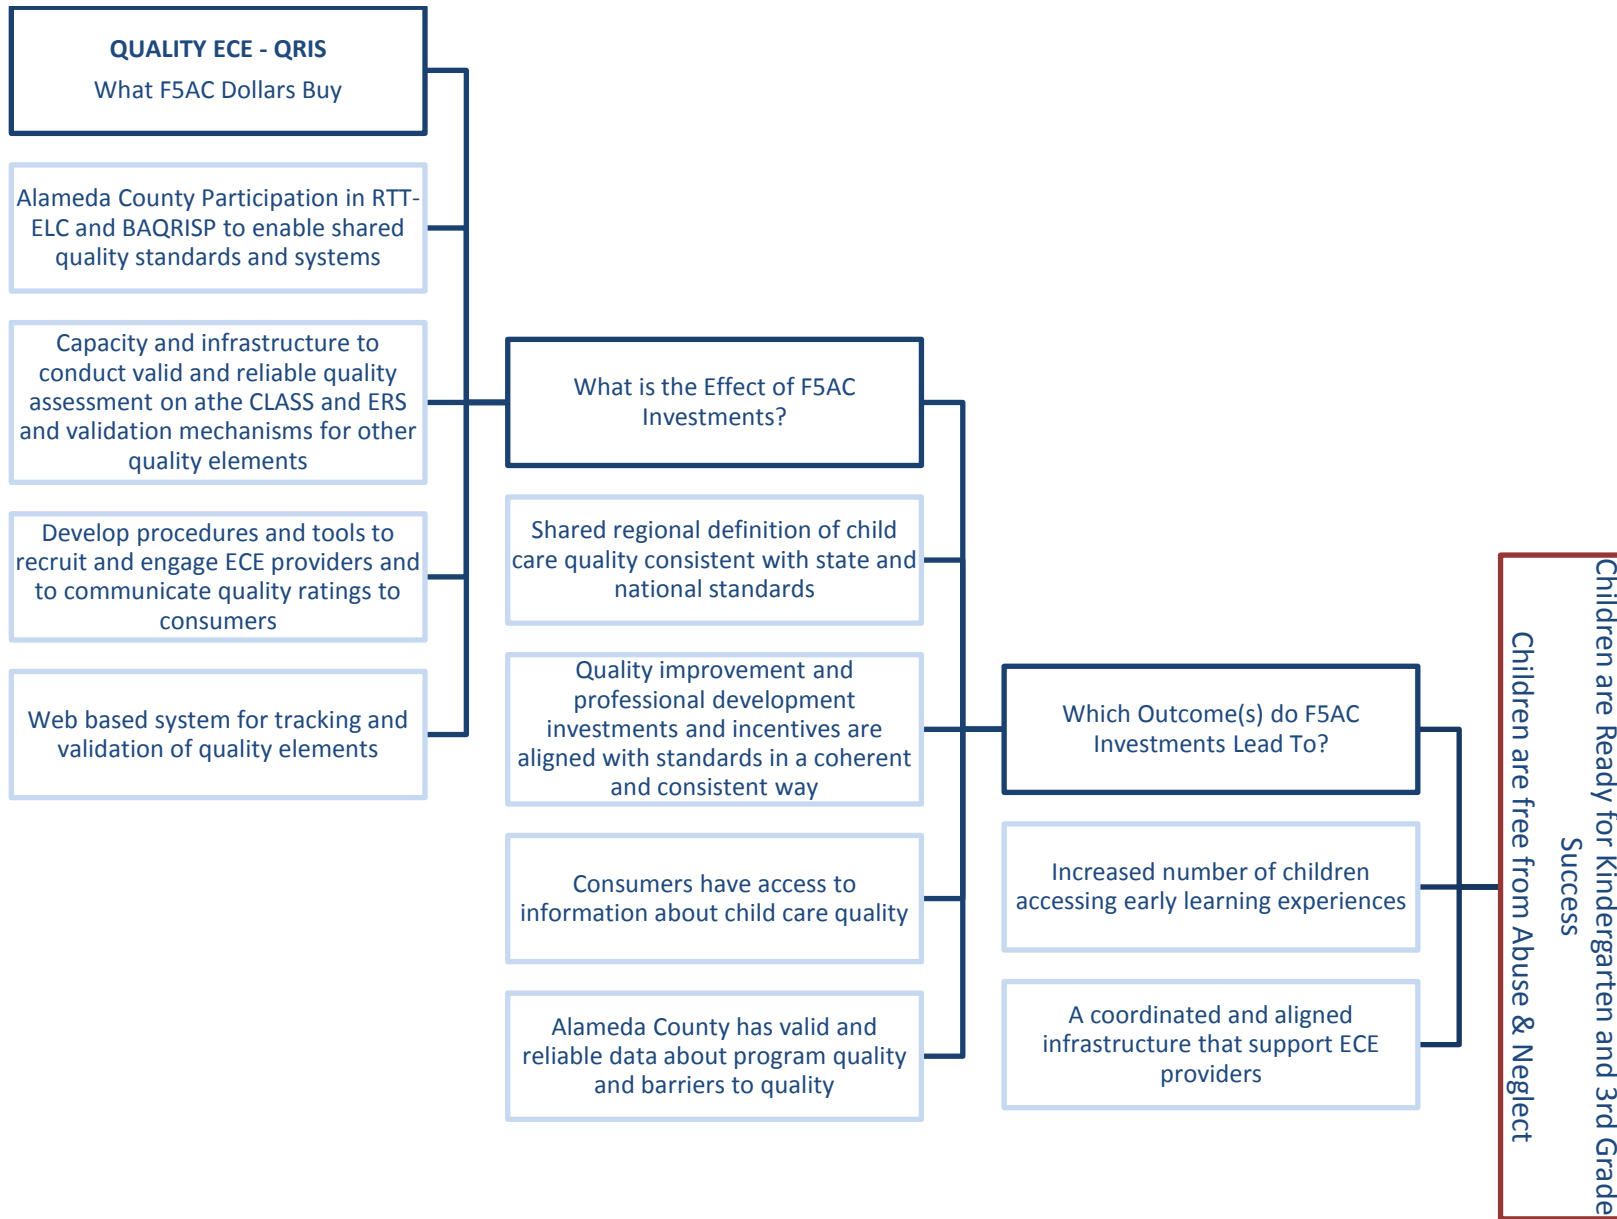 QUALITY ECE - QRIS
What F5AC Dollars Buy
Alameda County Participation in RTT-
ELC and BAQRISP to enable shared
quality standards and systems
Capacity and infrastructure to
conduct valid and reliable quality
assessment on athe CLASS and ERS
and validation mechanisms for other
quality elements
Develop procedures and tools to
recruit and engage ECE providers and
to communicate quality ratings to
consumers
Web based system for tracking and
validation of quality elements
What is the Effect of F5AC
Investments?
Shared regional definition of child
care quality consistent with state and
national standards
Quality improvement and
professional development
investments and incentives are
aligned with standards in a coherent
and consistent way
Consumers have access to
information about child care quality
Alameda County has valid and
reliable data about program quality
and barriers to quality
Which Outcome(s) do F5AC
Investments Lead To?
Increased number of children
accessing early learning experiences
A coordinated and aligned
infrastructure that support ECE
providers
Children are Ready for Kindergarten and 3rd Grade
Success
Children are free from Abuse & Neglect